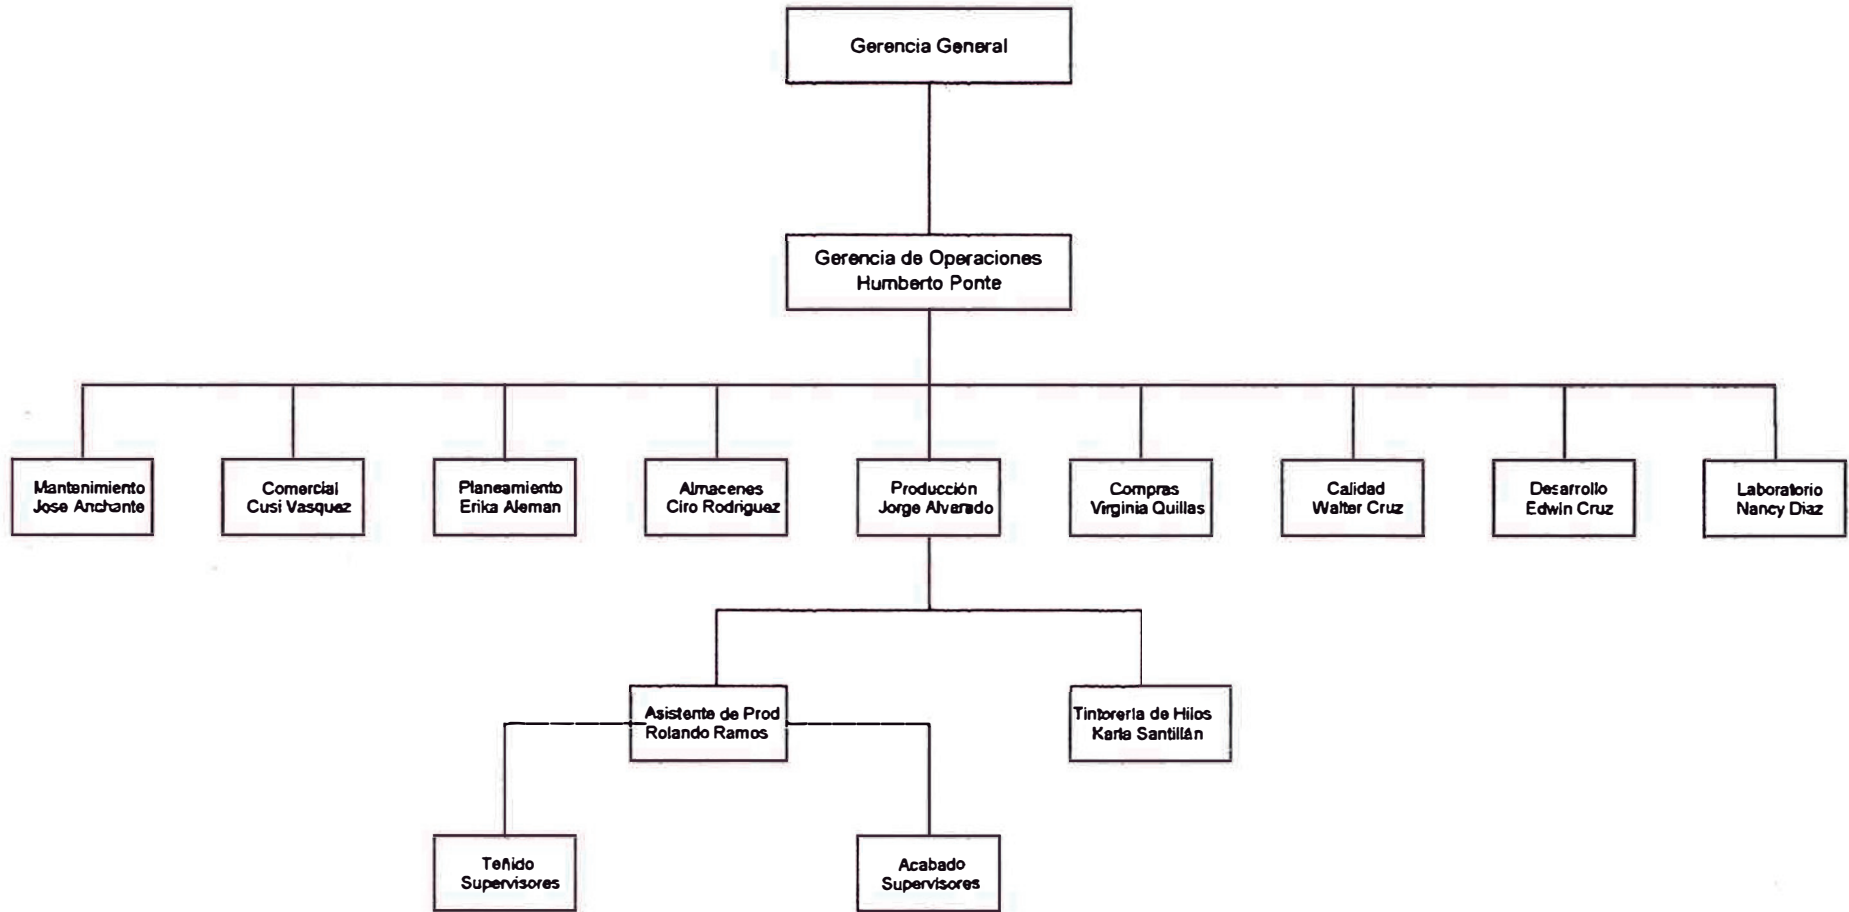 Gerencia General
Gerencia de Operaciones
Humberto Ponte
Mantenimiento
Jose Anchante
Comercial
Cusi Vasquez
Planeamiento
Erika Aleman
Almacenes
Ciro Rodriguez
Producción
Jorge Alvarado
Compras
Virginia Quillas
Calidad
Walter Cruz
Desarrollo
Edwin Cruz
Laboratorio
Nancy Diaz
Asistente de Prod
Rolando Ramos
Tintorería de Hilos
Karla Santillán
Teñido
Supervisores
Acabado
Supervisores